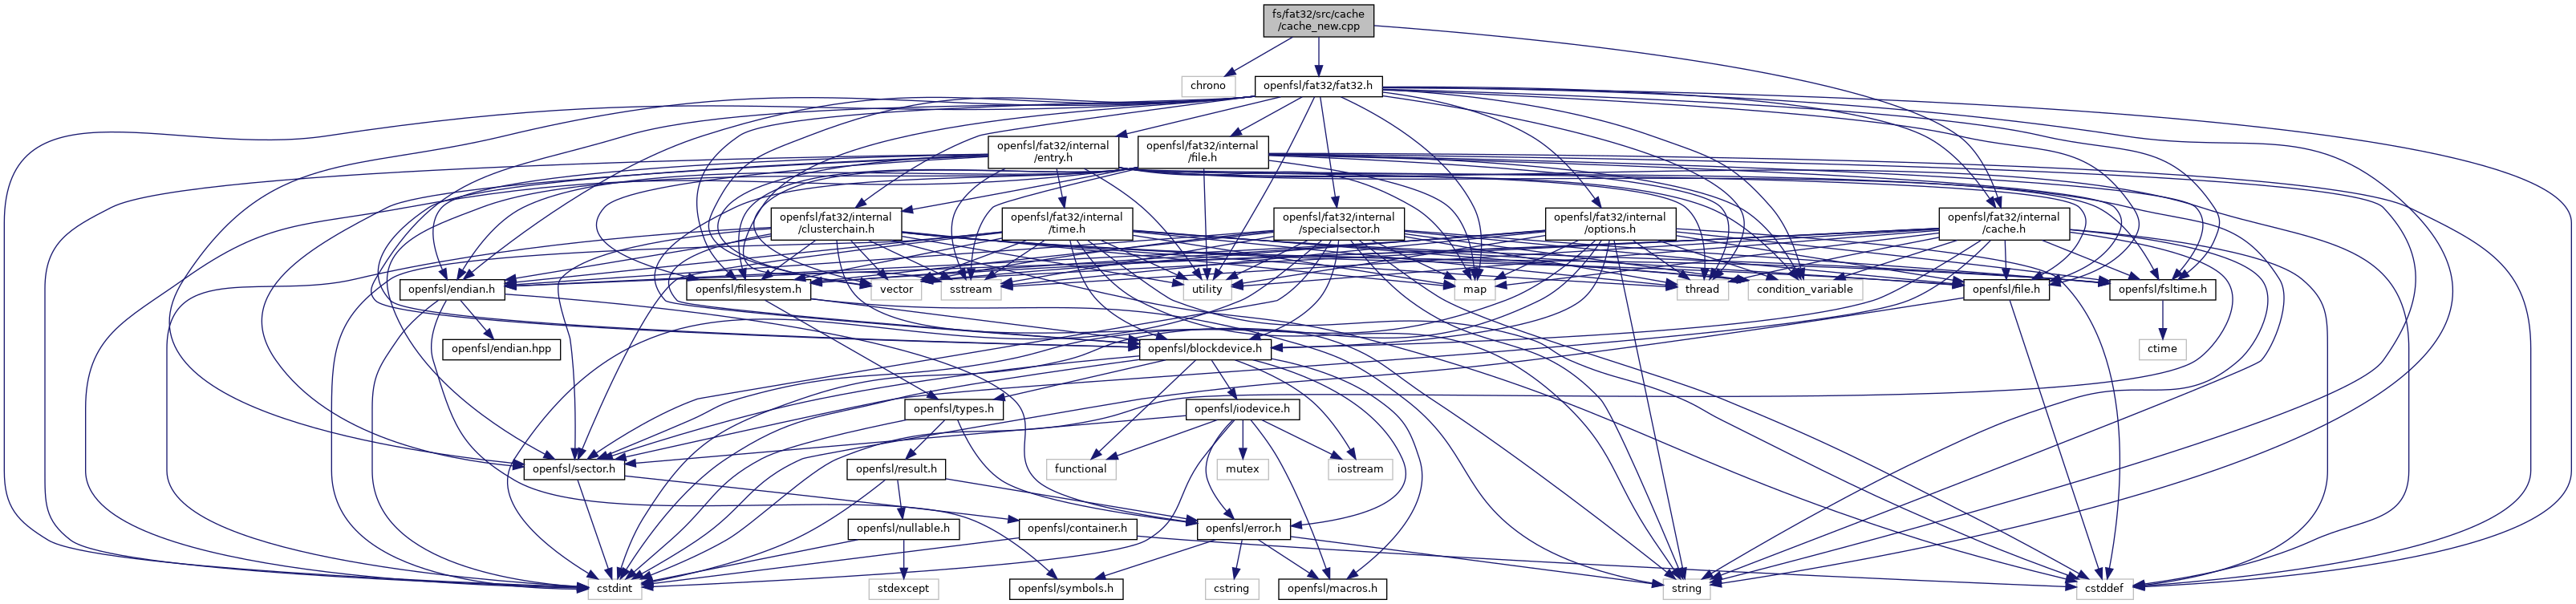 fs/fat32/src/cache
/cache_new.cpp
chrono
openfsl/fat32/fat32.h
openfsl/fat32/internal
/entry.h
openfsl/fat32/internal
/file.h
openfsl/fat32/internal
/clusterchain.h
openfsl/fat32/internal
/time.h
openfsl/fat32/internal
/specialsector.h
openfsl/fat32/internal
/options.h
openfsl/fat32/internal
/cache.h
openfsl/endian.h
openfsl/filesystem.h
vector
sstream
utility
map
thread
condition_variable
openfsl/file.h
openfsl/fsltime.h
openfsl/endian.hpp
openfsl/blockdevice.h
ctime
openfsl/types.h
openfsl/iodevice.h
openfsl/sector.h
openfsl/result.h
functional
mutex
iostream
openfsl/nullable.h
openfsl/container.h
openfsl/error.h
cstdint
stdexcept
openfsl/symbols.h
cstring
openfsl/macros.h
string
cstddef